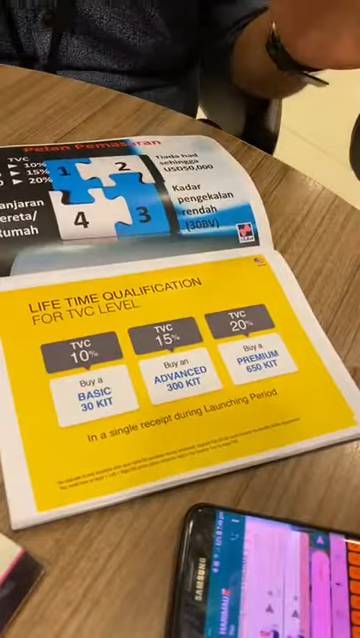 Pelan Pemasaran
TVC
10%
15%
20%
1
2
3
4
Tiada had
sehingga
USD50,000
Kadar
pengekalan
rendah
(30BV)
anjaran
ereta/
umah
LIFE TIME QUALIFICATION
FOR TVC LEVEL
TVC
10%
Buy a
BASIC
30 KIT
TVC
15%
Buy an
ADVANCED
300 KIT
TVC
20%
Buy a
PREMIUM
650 KIT
In a single receipt during Launching Period
SAMSUNG